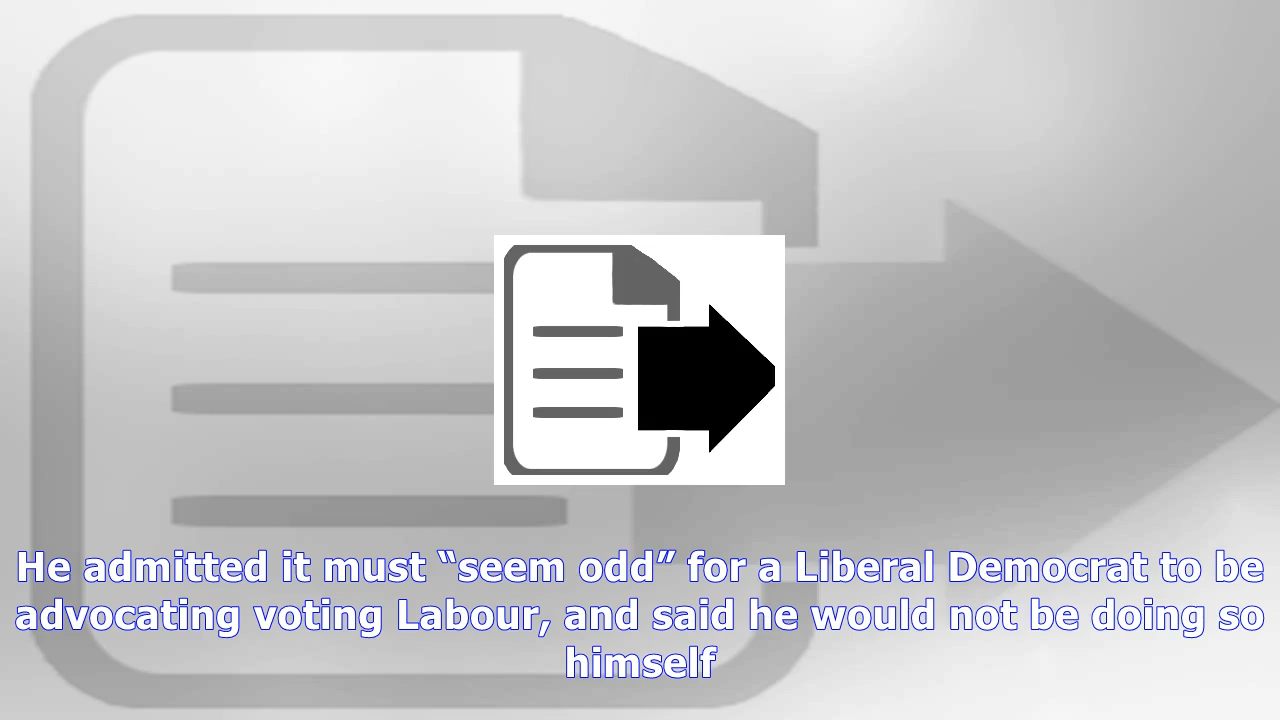 He admitted it must “seem odd” for a Liberal Democrat to be
advocating voting Labour, and said he would not be doing so
himself